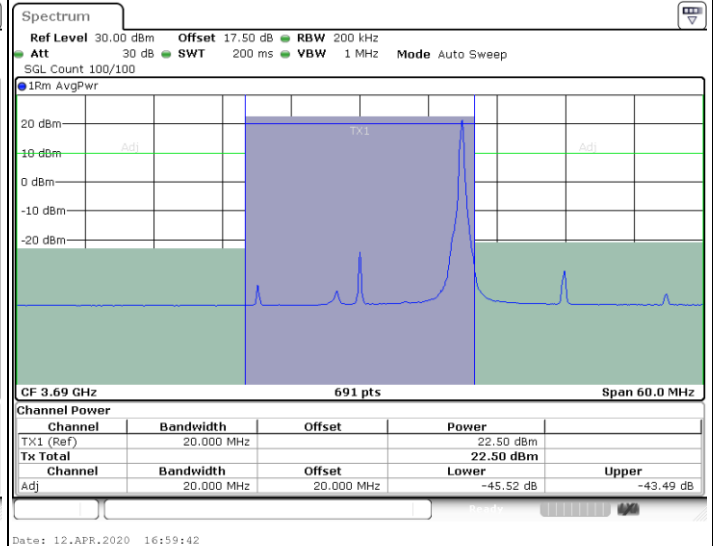 Spectrum
Ref Level 30.00 dBm Offset 17.50 dB RBW 200 kHz
Att 30 dB SWT 200 ms VBW 1 MHz Mode Auto Sweep
SGL Count 100/100
1Rm AvgPwr
20 dBm
TX1
Adj
Adj
10 dBm
0 dBm
-10 dBm
-20 dBm
CF 3.69 GHz 691 pts Span 60.0 MHz
Channel Power
Channel Bandwidth Offset Power
TX1 (Ref) 20.000 MHz 22.50 dBm
Tx Total 22.50 dBm
Channel Bandwidth Offset Lower Upper
Adj 20.000 MHz 20.000 MHz -45.52 dB -43.49 dB
Ready
Date: 12.APR.2020 16:59:42